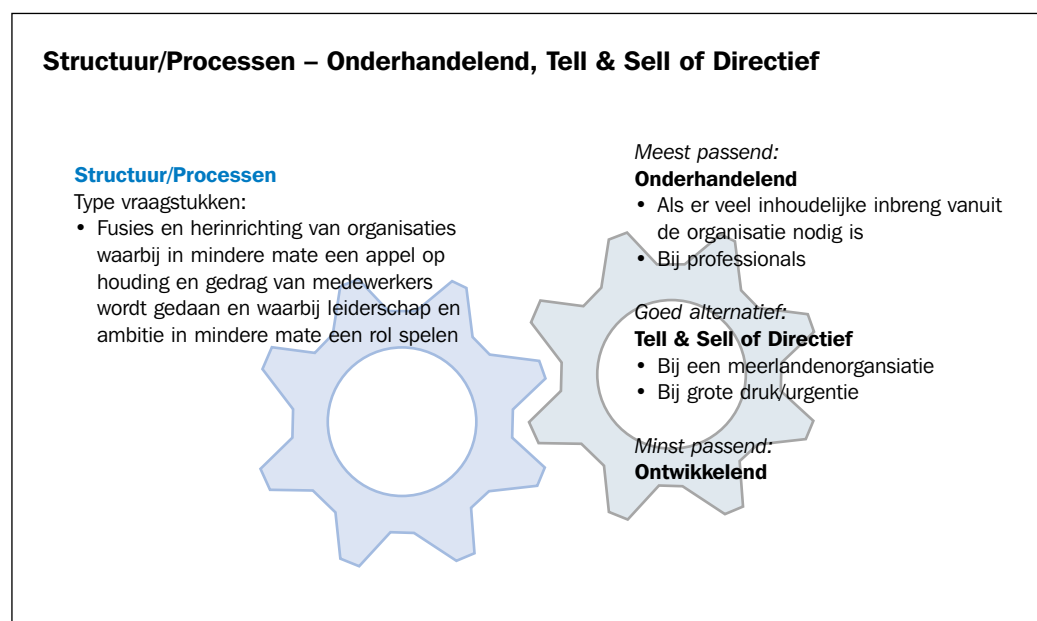 Structuur/Processen – Onderhandelend, Tell & Sell of Directief
Structuur/Processen
Type vraagstukken:
• Fusies en herinrichting van organisaties
waarbij in mindere mate een appel op
houding en gedrag van medewerkers
wordt gedaan en waarbij leiderschap en
ambitie in mindere mate een rol spelen
Meest passend:
Onderhandelend
• Als er veel inhoudelijke inbreng vanuit
de organisatie nodig is
• Bij professionals
Goed alternatief:
Tell & Sell of Directief
• Bij een meerlandenorgansiatie
• Bij grote druk/urgentie
Minst passend:
Ontwikkelend